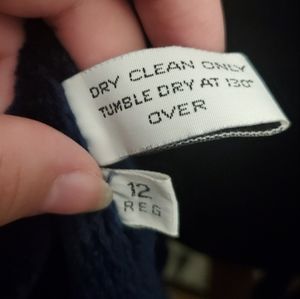 DRY CLEAN ONLY
TUMBLE DRY AT 130°
OVER
12
REG